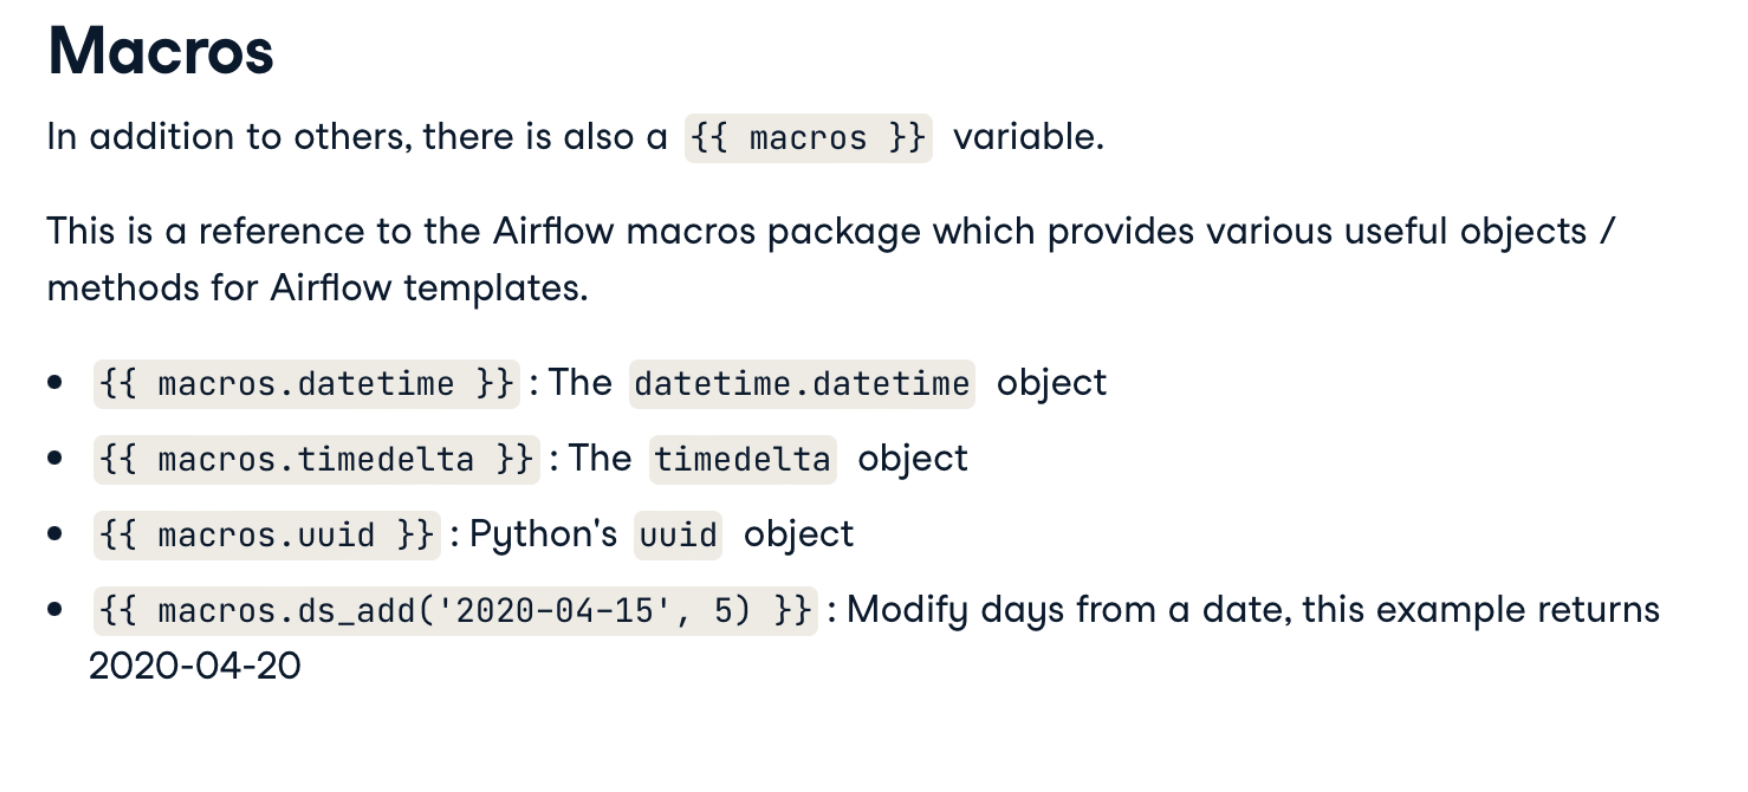 Macros
In addition to others, there is also a {{ macros }} variable.
This is a reference to the Airflow macros package which provides various useful objects /
methods for Airflow templates.
• {{ macros.datetime }} : The datetime.datetime object
• {{ macros.timedelta }} : The timedelta object
• {{ macros.uuid }} : Python's uuid object
• {{ macros.ds_add('2020-04-15', 5) }} : Modify days from a date, this example returns
2020-04-20